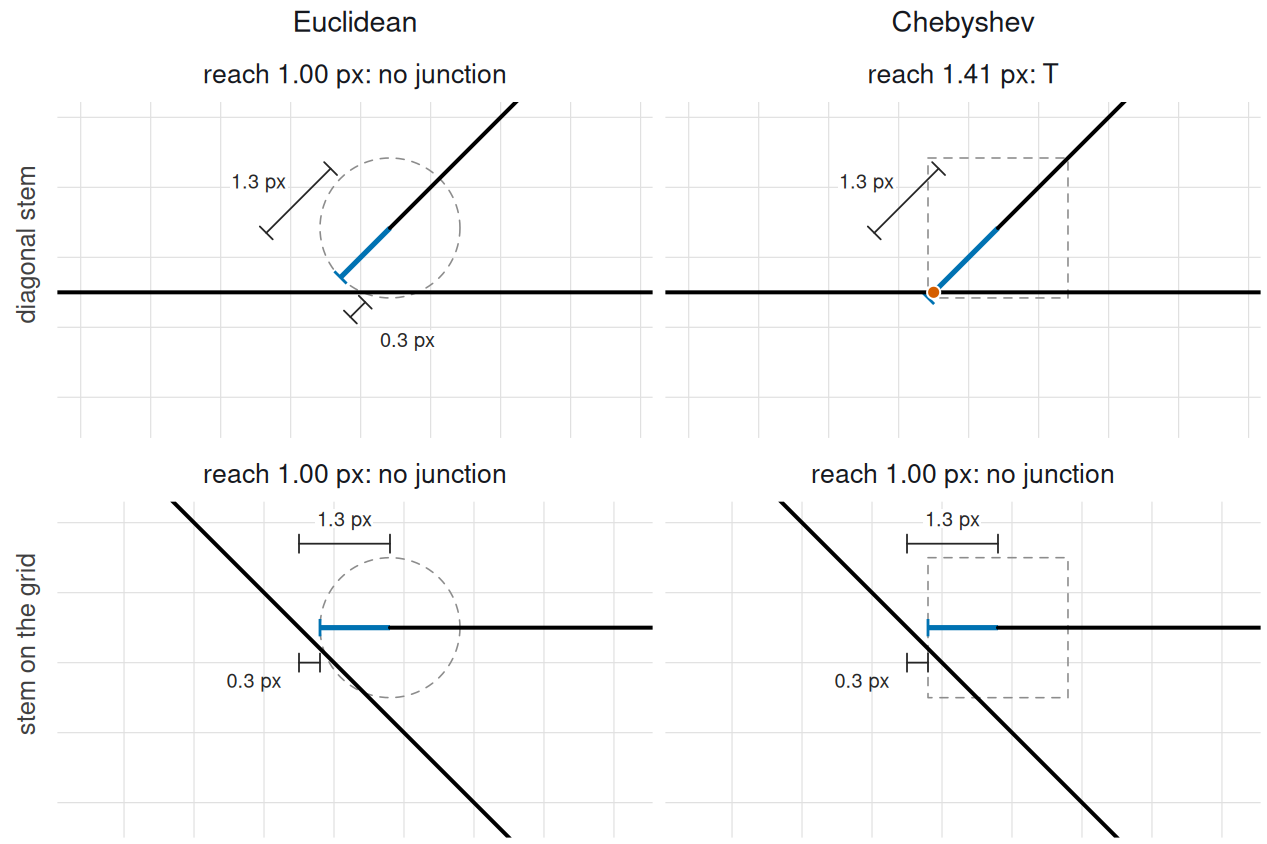 Euclidean
Chebyshev
reach 1.00 px: no junction
reach 1.41 px: T
diagonal stem
1.3 px
0.3 px
1.3 px
reach 1.00 px: no junction
reach 1.00 px: no junction
stem on the grid
1.3 px
0.3 px
1.3 px
0.3 px